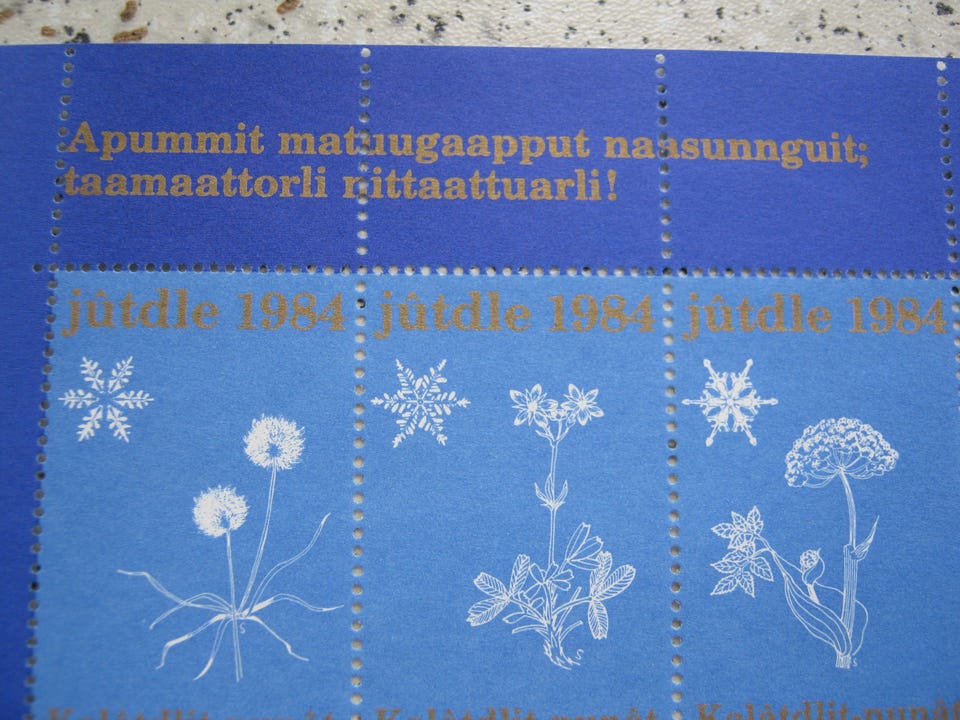 Apummit matuugaapput naasunnguit;
taamaattorli nittaattuarli!
jûtdle 1984 jûtdle 1984 jûtdle 1984